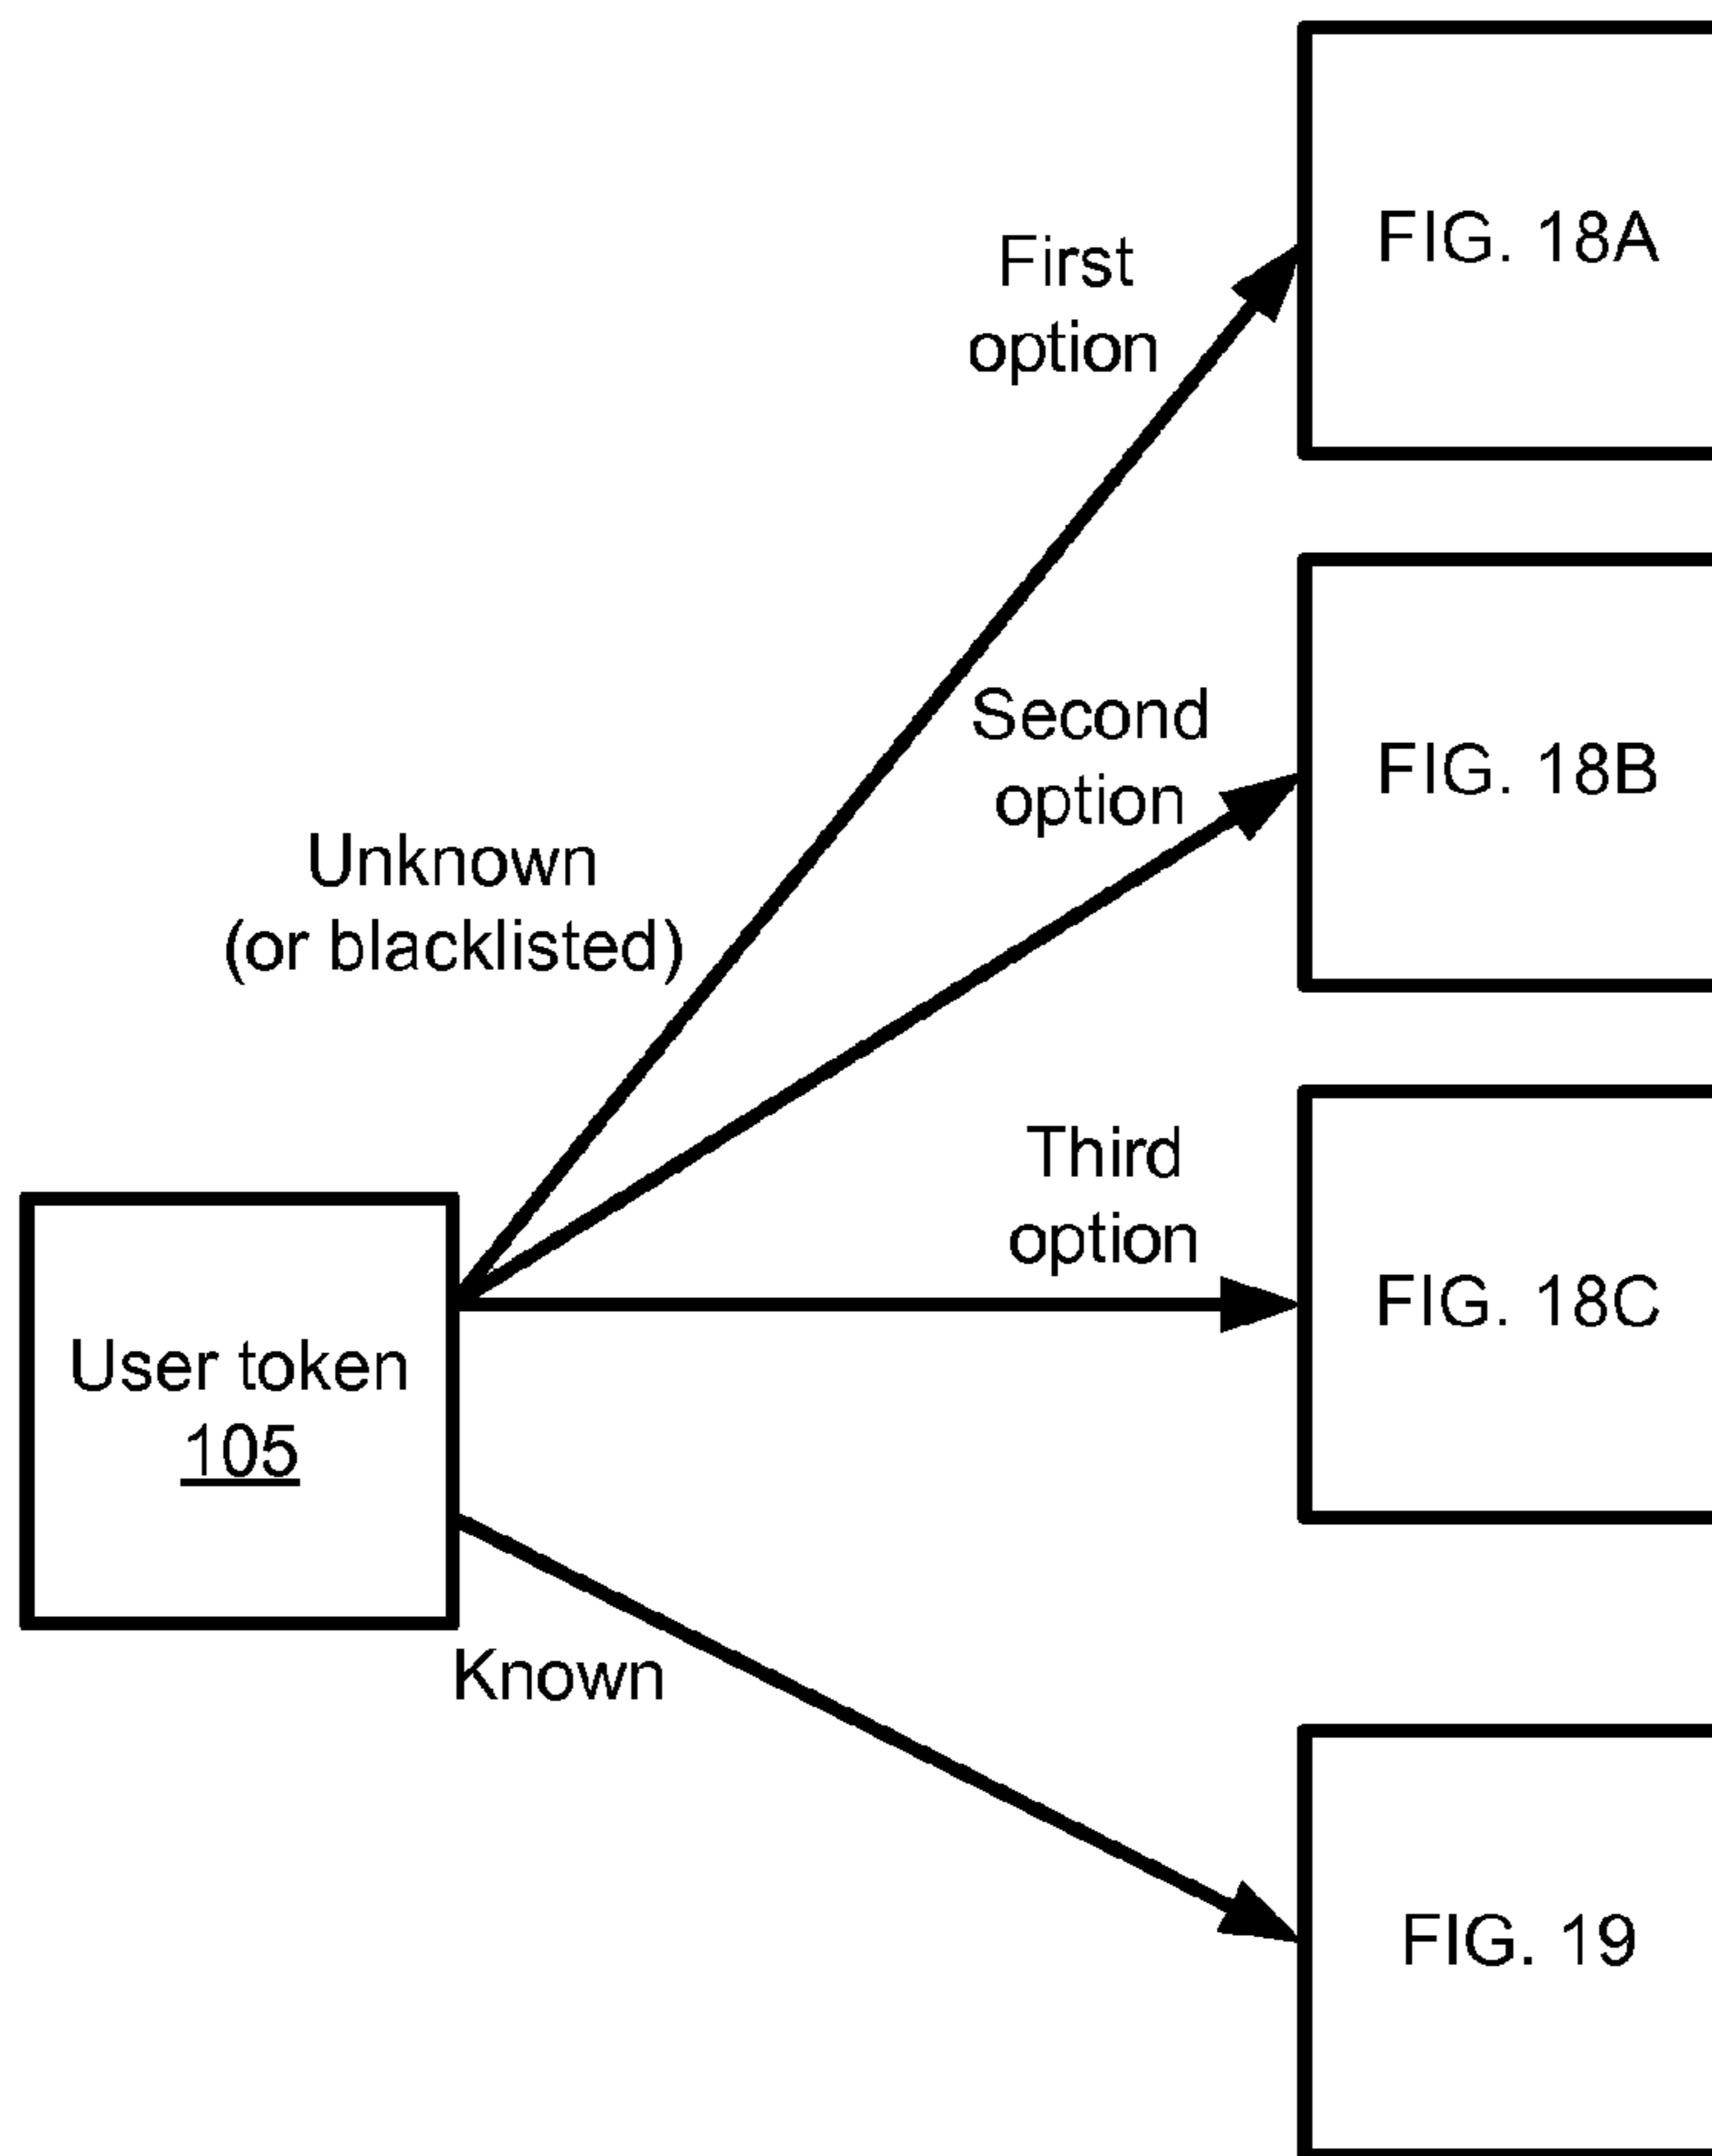 FIG. 18A
First
option
Second
option
FIG. 18B
Unknown
(or blacklisted)
Third
option
FIG. 18C
User token
105
Known
FIG. 19